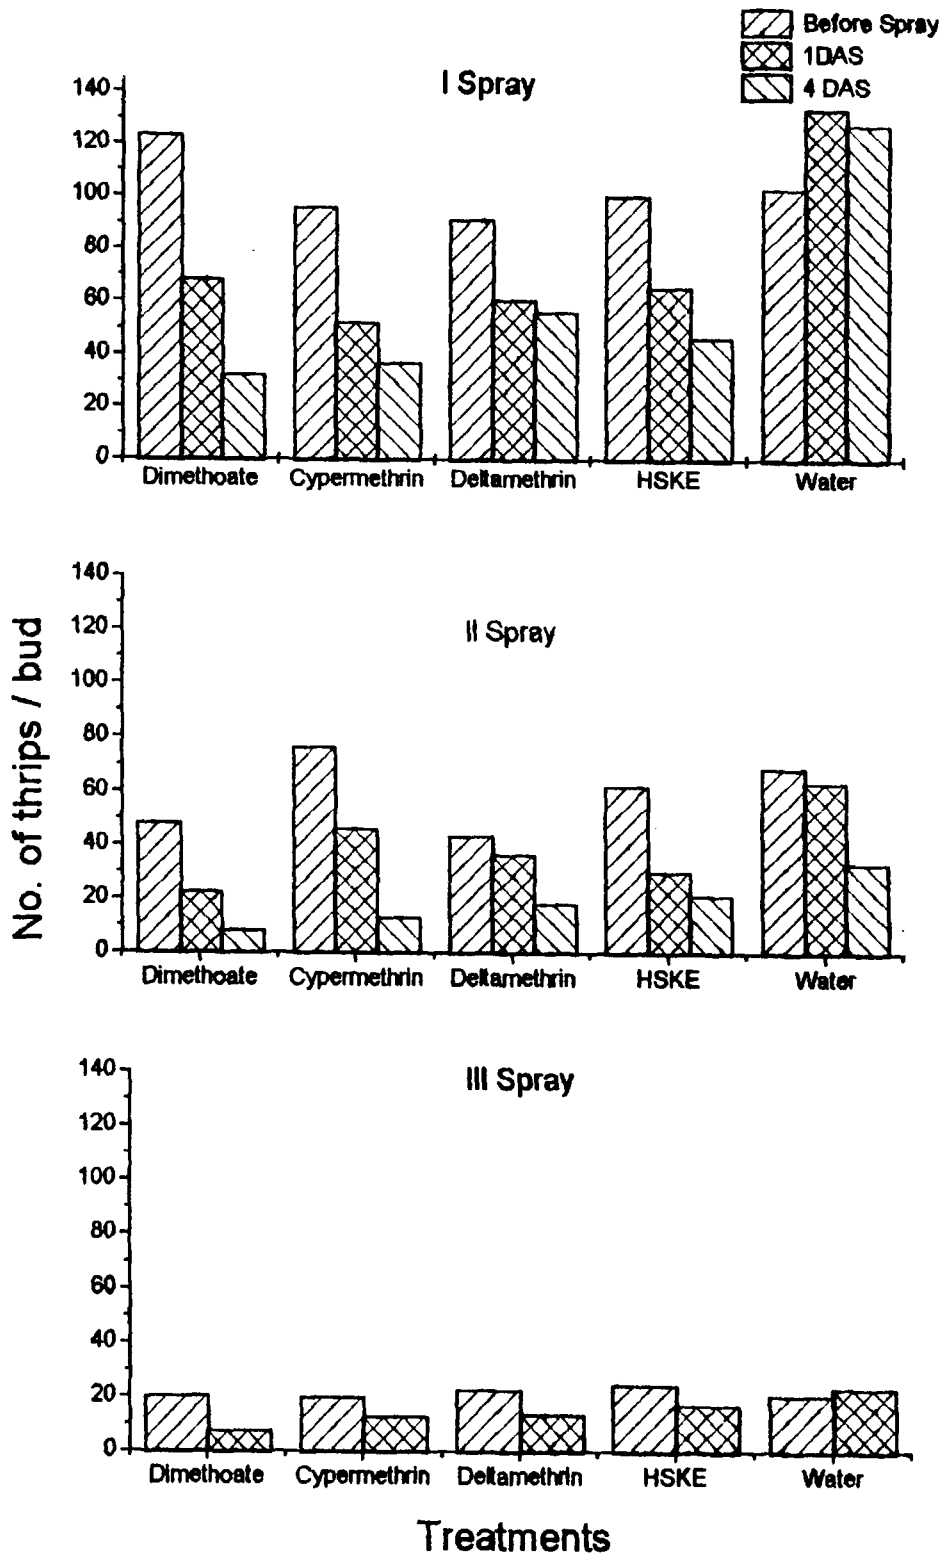 Before Spray
1DAS
4 DAS
I Spray
140
120
100
80
60
40
20
0
Dimethoate Cypermethrin Deltamethrin HSKE Water
No. of thrips / bud
II Spray
140
120
100
80
60
40
20
0
Dimethoate Cypermethrin Deltamethrin HSKE Water
III Spray
140
120
100
80
60
40
20
0
Dimethoate Cypermethrin Deltamethrin HSKE Water
Treatments